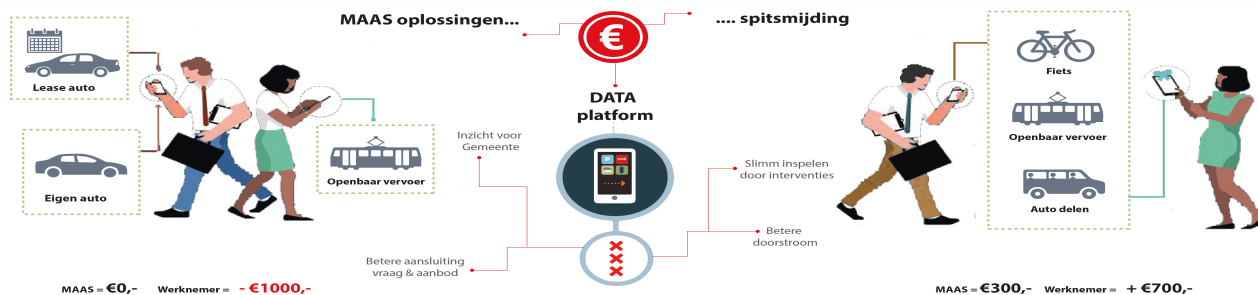 MAAS oplossingen...
.... spitsmijding
€
Lease auto
Eigen auto
Openbaar vervoer
DATA
platform
Inzicht voor
Gemeente
Betere aansluiting
vraag & aanbod
Slimm inspelen
door interventies
Betere
doorstroom
Fiets
Openbaar vervoer
Auto delen
MAAS = €0,- Werknemer = - €1000,-
MAAS = €300,- Werknemer = + €700,-